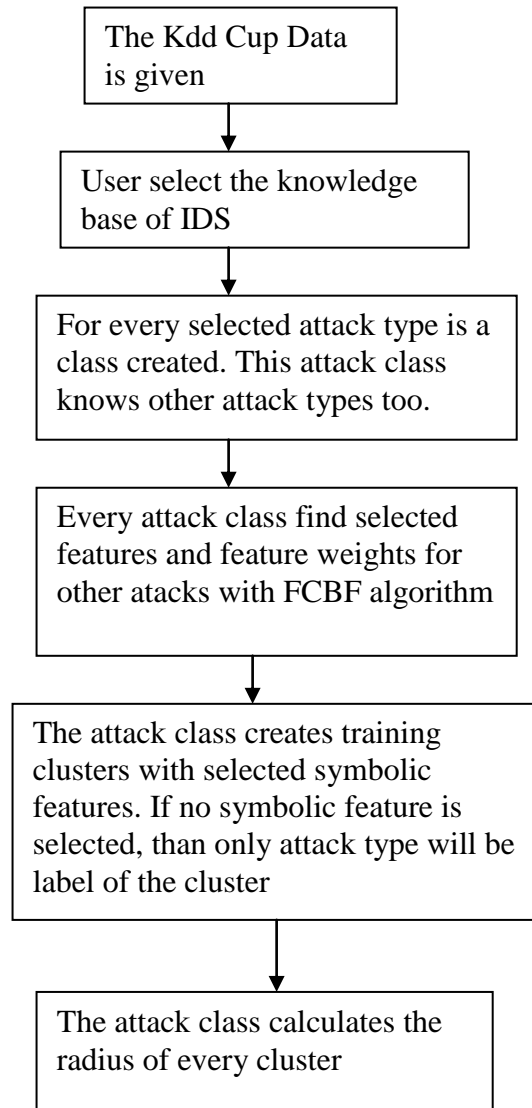 The Kdd Cup Data
is given
User select the knowledge
base of IDS
For every selected attack type is a
class created. This attack class
knows other attack types too.
Every attack class find selected
features and feature weights for
other atacks with FCBF algorithm
The attack class creates training
clusters with selected symbolic
features. If no symbolic feature is
selected, than only attack type will be
label of the cluster
The attack class calculates the
radius of every cluster